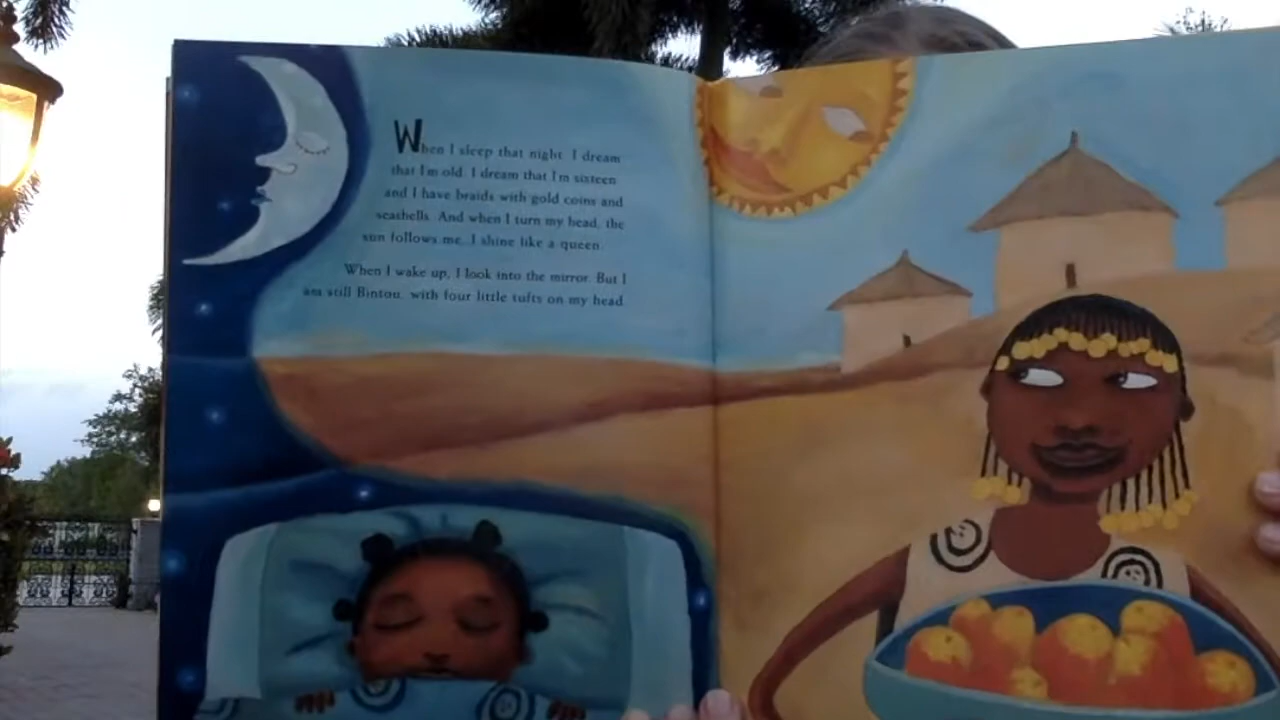 When I sleep that night, I dream
that I'm old. I dream that I'm sixteen
and I have braids with gold coins and
seashells. And when I turn my head, the
sun follows me. I shine like a queen.
When I wake up, I look into the mirror. But I
am still Bintou, with four little tufts on my head.